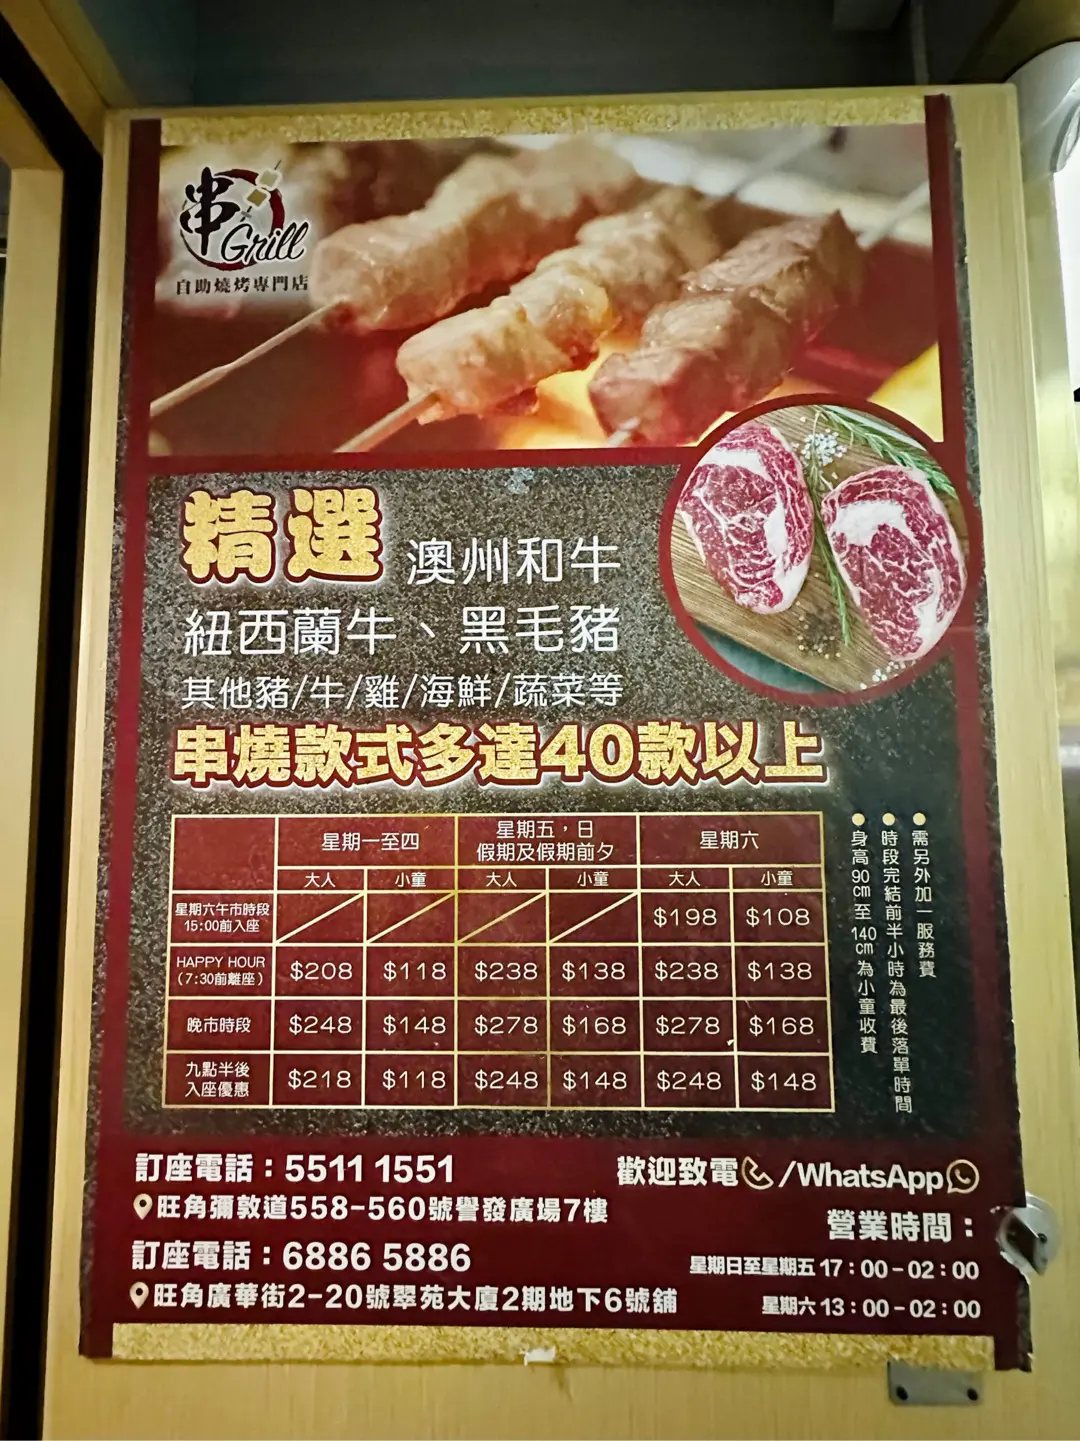 串
Grill
自助燒烤專門店
精選 澳州和牛
紐西蘭牛、黑毛豬
其他豬/牛/雞/海鮮/蔬菜等
串燒款式多達40款以上
星期一至四 星期五，日 假期及假期前夕 星期六
大人 小童 大人 小童 大人 小童
星期六午市時段
15:00前入座 $198 $108
HAPPY HOUR
(7:30前離座) $208 $118 $238 $138 $238 $138
晚市時段 $248 $148 $278 $168 $278 $168
九點半後
入座優惠 $218 $118 $248 $148 $248 $148
需另外加一服務費
時段完結前半小時為最後落單時間
身高90cm至140cm為小童收費
訂座電話：5511 1551
旺角彌敦道558-560號譽發廣場7樓
訂座電話：6886 5886
旺角廣華街2-20號翠苑大廈2期地下6號舖
歡迎致電/WhatsApp
營業時間：
星期日至星期五 17：00-02：00
星期六 13：00-02：00